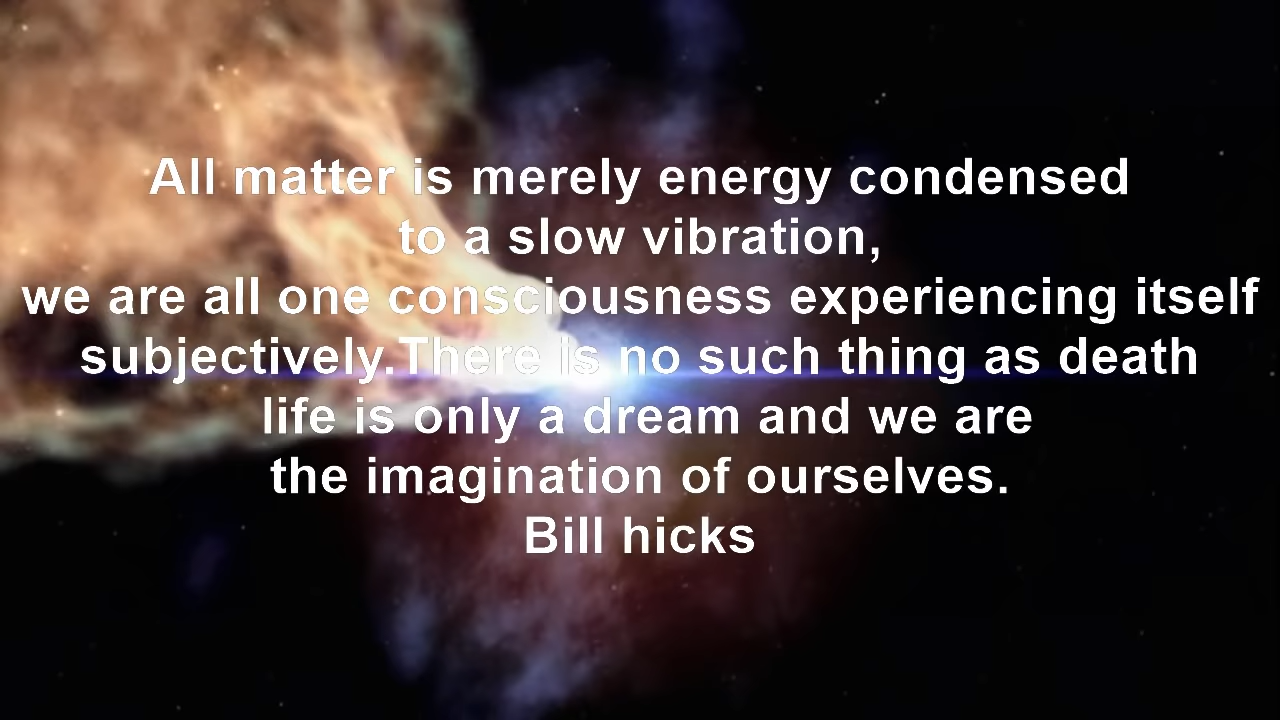 All matter is merely energy condensed
to a slow vibration,
we are all one consciousness experiencing itself
subjectively.There is no such thing as death
life is only a dream and we are
the imagination of ourselves.
Bill hicks